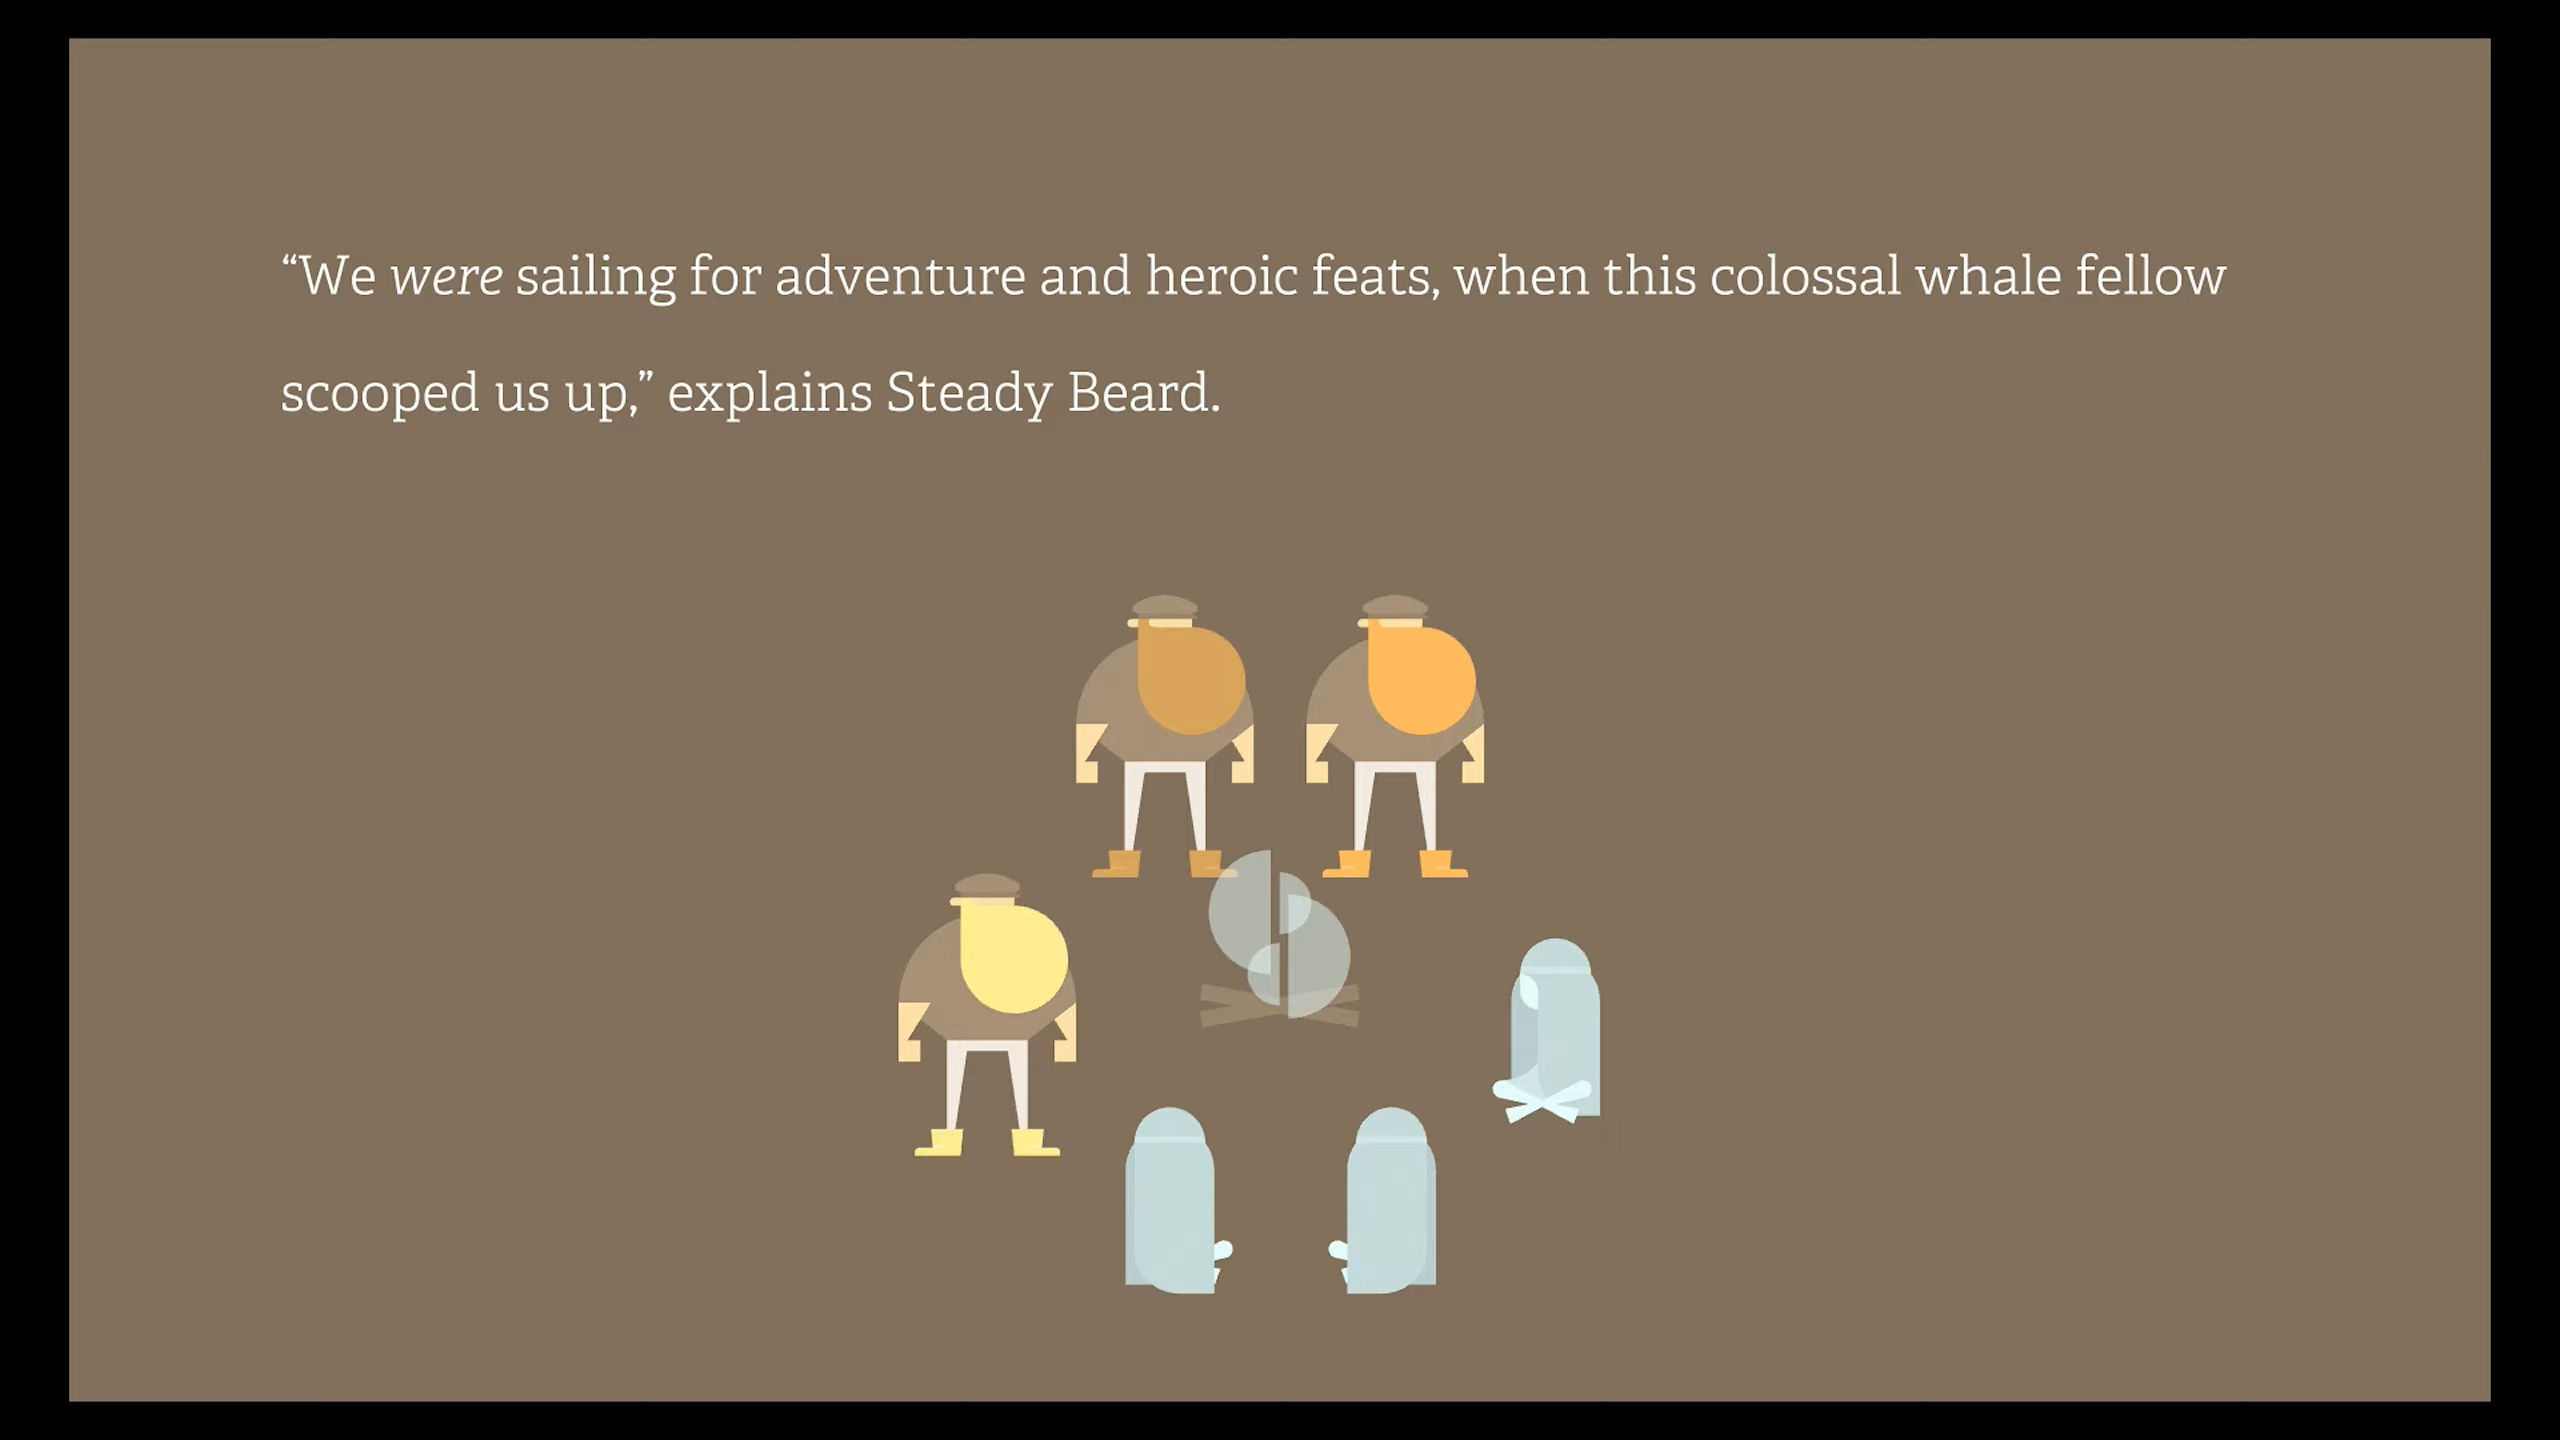 “We were sailing for adventure and heroic feats, when this colossal whale fellow
scooped us up,” explains Steady Beard.